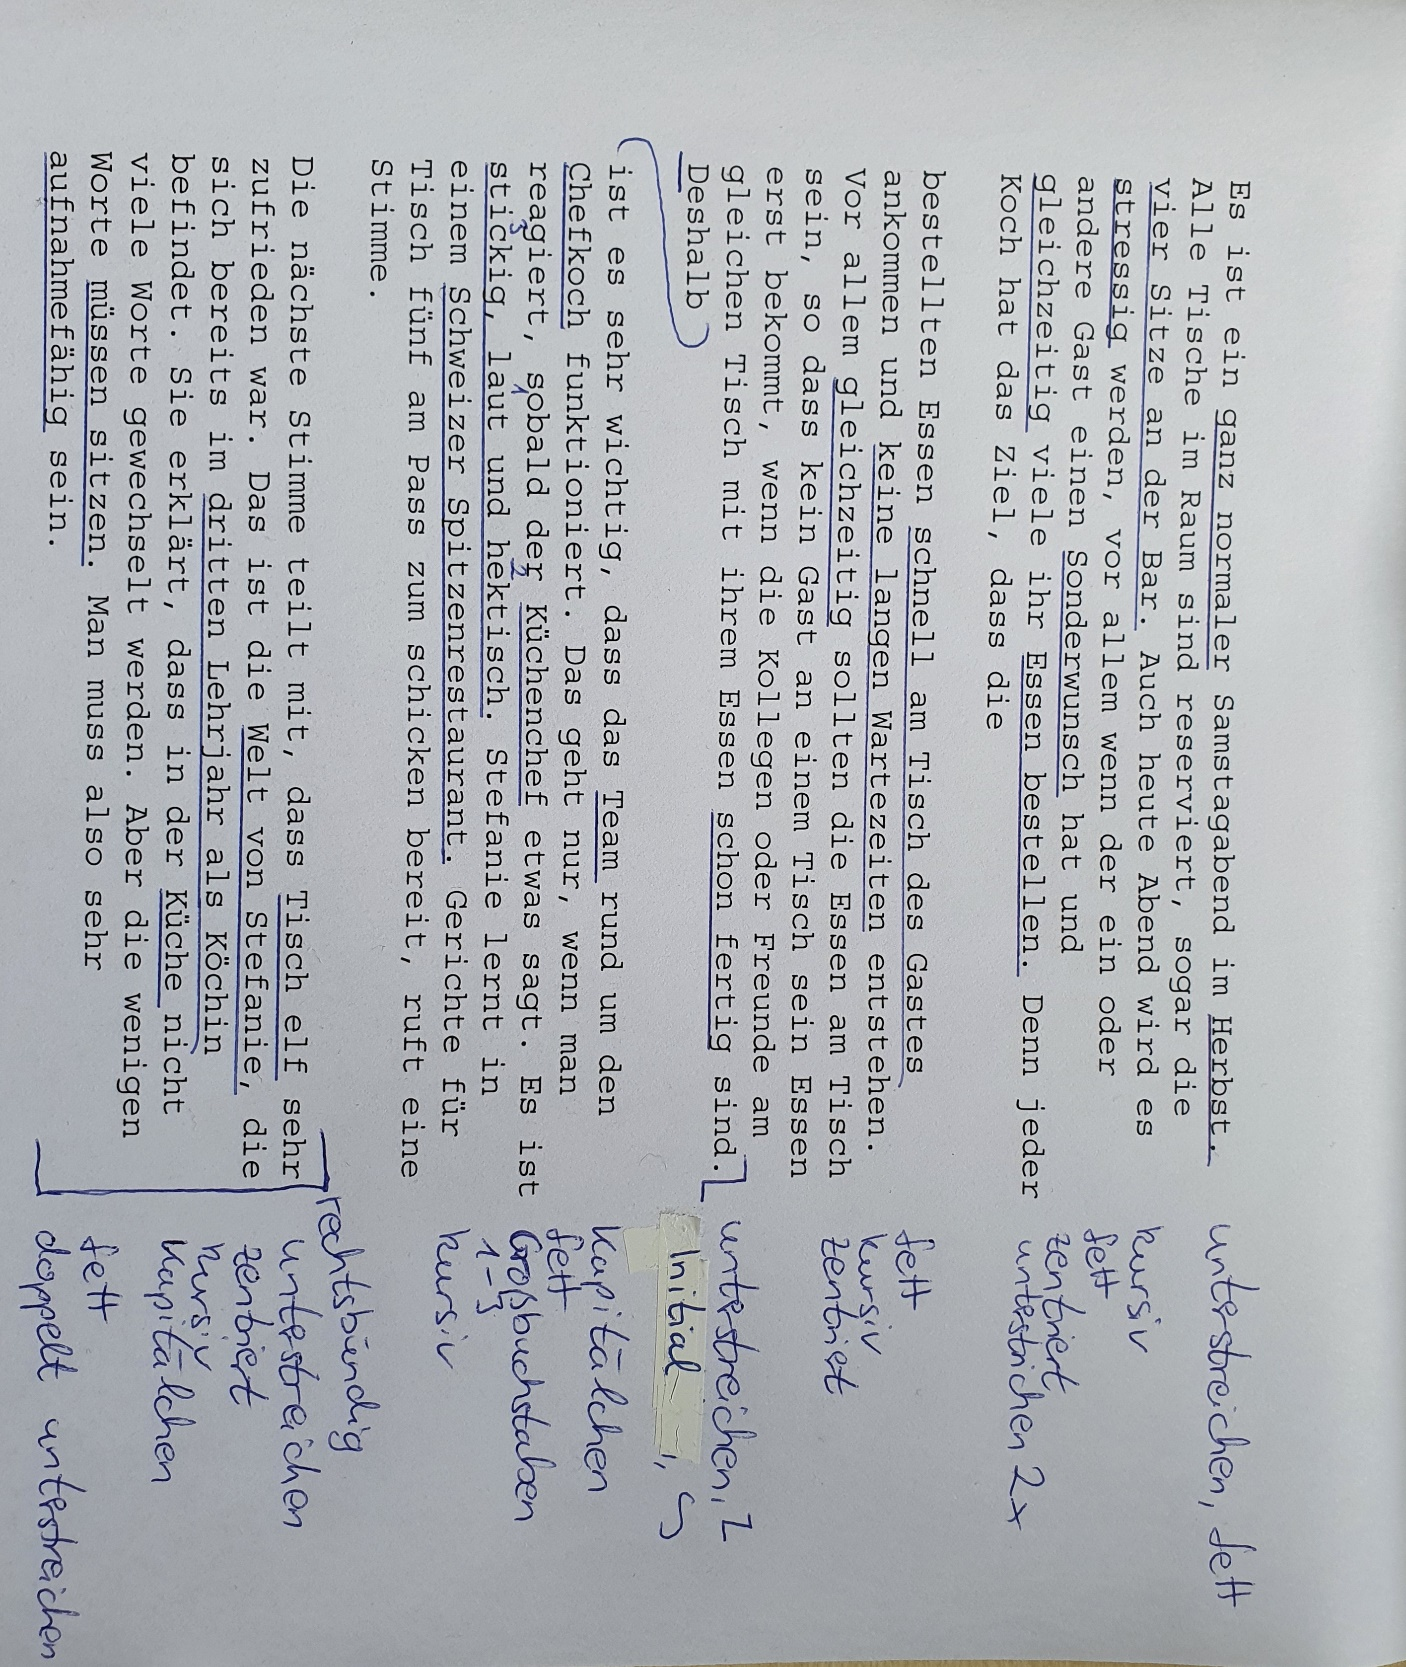 Es ist ein ganz normaler Samstagabend im Herbst. unterstreichen, fett
Alle Tische im Raum sind reserviert, sogar die
vier Sitze an der Bar. Auch heute Abend wird es kursiv
stressig werden, vor allem wenn der ein oder fett
andere Gast einen Sonderwunsch hat und zentriert
gleichzeitig viele ihr Essen bestellen. Denn jeder unterstrichen 2x
Koch hat das Ziel, dass die
bestellten Essen schnell am Tisch des Gastes fett
ankommen und keine langen Wartezeiten entstehen. kursiv
Vor allem gleichzeitig sollten die Essen am Tisch zentriert
sein, so dass kein Gast an einem Tisch sein Essen
erst bekommt, wenn die Kollegen oder Freunde am
gleichen Tisch mit ihrem Essen schon fertig sind. unterstreichen,
Deshalb Initial,
ist es sehr wichtig, dass das Team rund um den Kapitälchen
Chefkoch funktioniert. Das geht nur, wenn man fett
reagiert, sobald der Küchenchef etwas sagt. Es ist Großbuchstaben
3 1 2
stickig, laut und hektisch. Stefanie lernt in 1-3
einem Schweizer Spitzenrestaurant. Gerichte für kursiv
Tisch fünf am Pass zum schicken bereit, ruft eine
Stimme.
rechtsbündig
Die nächste Stimme teilt mit, dass Tisch elf sehr unterstreichen
zufrieden war. Das ist die Welt von Stefanie, die zentriert
sich bereits im dritten Lehrjahr als Köchin kursiv
befindet. Sie erklärt, dass in der Küche nicht Kapitälchen
viele Worte gewechselt werden. Aber die wenigen
Worte müssen sitzen. Man muss also sehr fett
aufnahmefähig sein. doppelt unterstreichen